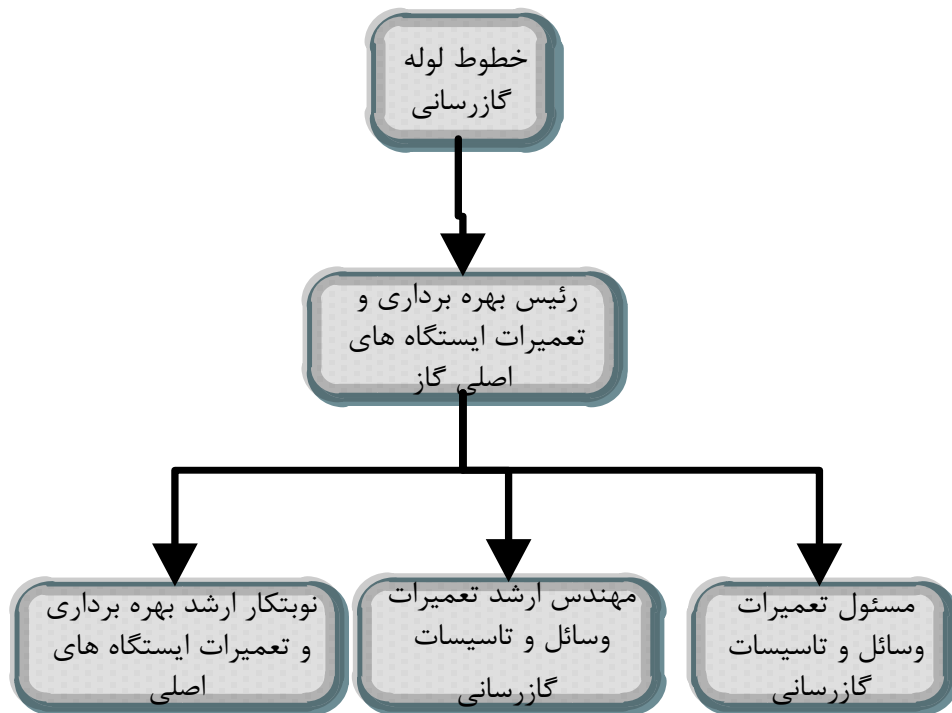 خطوط لوله
گازرسانی
رئیس بهره برداری و
تعمیرات ایستگاه های
اصلی گاز
مسئول تعمیرات
وسائل و تاسیسات
گازرسانی
مهندس ارشد تعمیرات
وسائل و تاسیسات
گازرسانی
نوبتکار ارشد بهره برداری
و تعمیرات ایستگاه های
اصلی